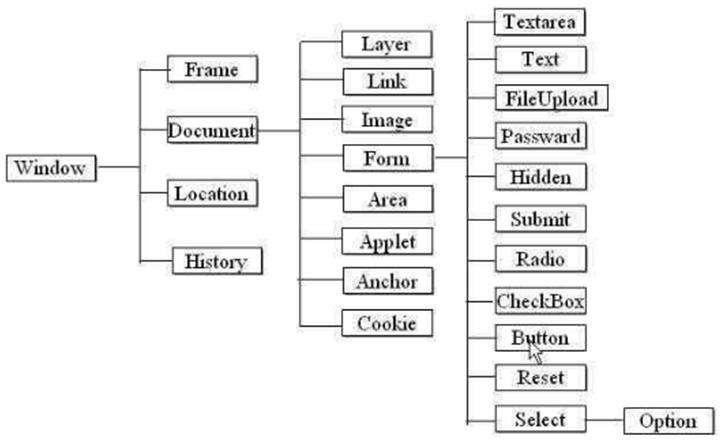 Window
Frame
Document
Location
History
Layer
Link
Image
Form
Area
Applet
Anchor
Cookie
Textarea
Text
FileUpload
Passward
Hidden
Submit
Radio
CheckBox
Button
Reset
Select
Option